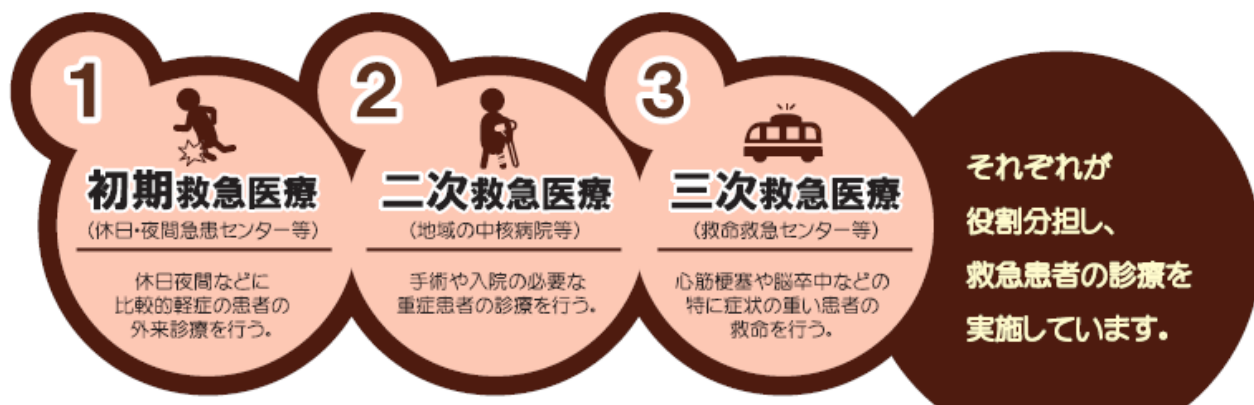 1
初期救急医療
(休日・夜間急患センター等)
休日夜間などに
比較的軽症の患者の
外来診療を行う。
2
二次救急医療
(地域の中核病院等)
手術や入院の必要な
重症患者の診療を行う。
3
三次救急医療
(救命救急センター等)
心筋梗塞や脳卒中などの
特に症状の重い患者の
救命を行う。
それぞれが
役割分担し、
救急患者の診療を
実施しています。